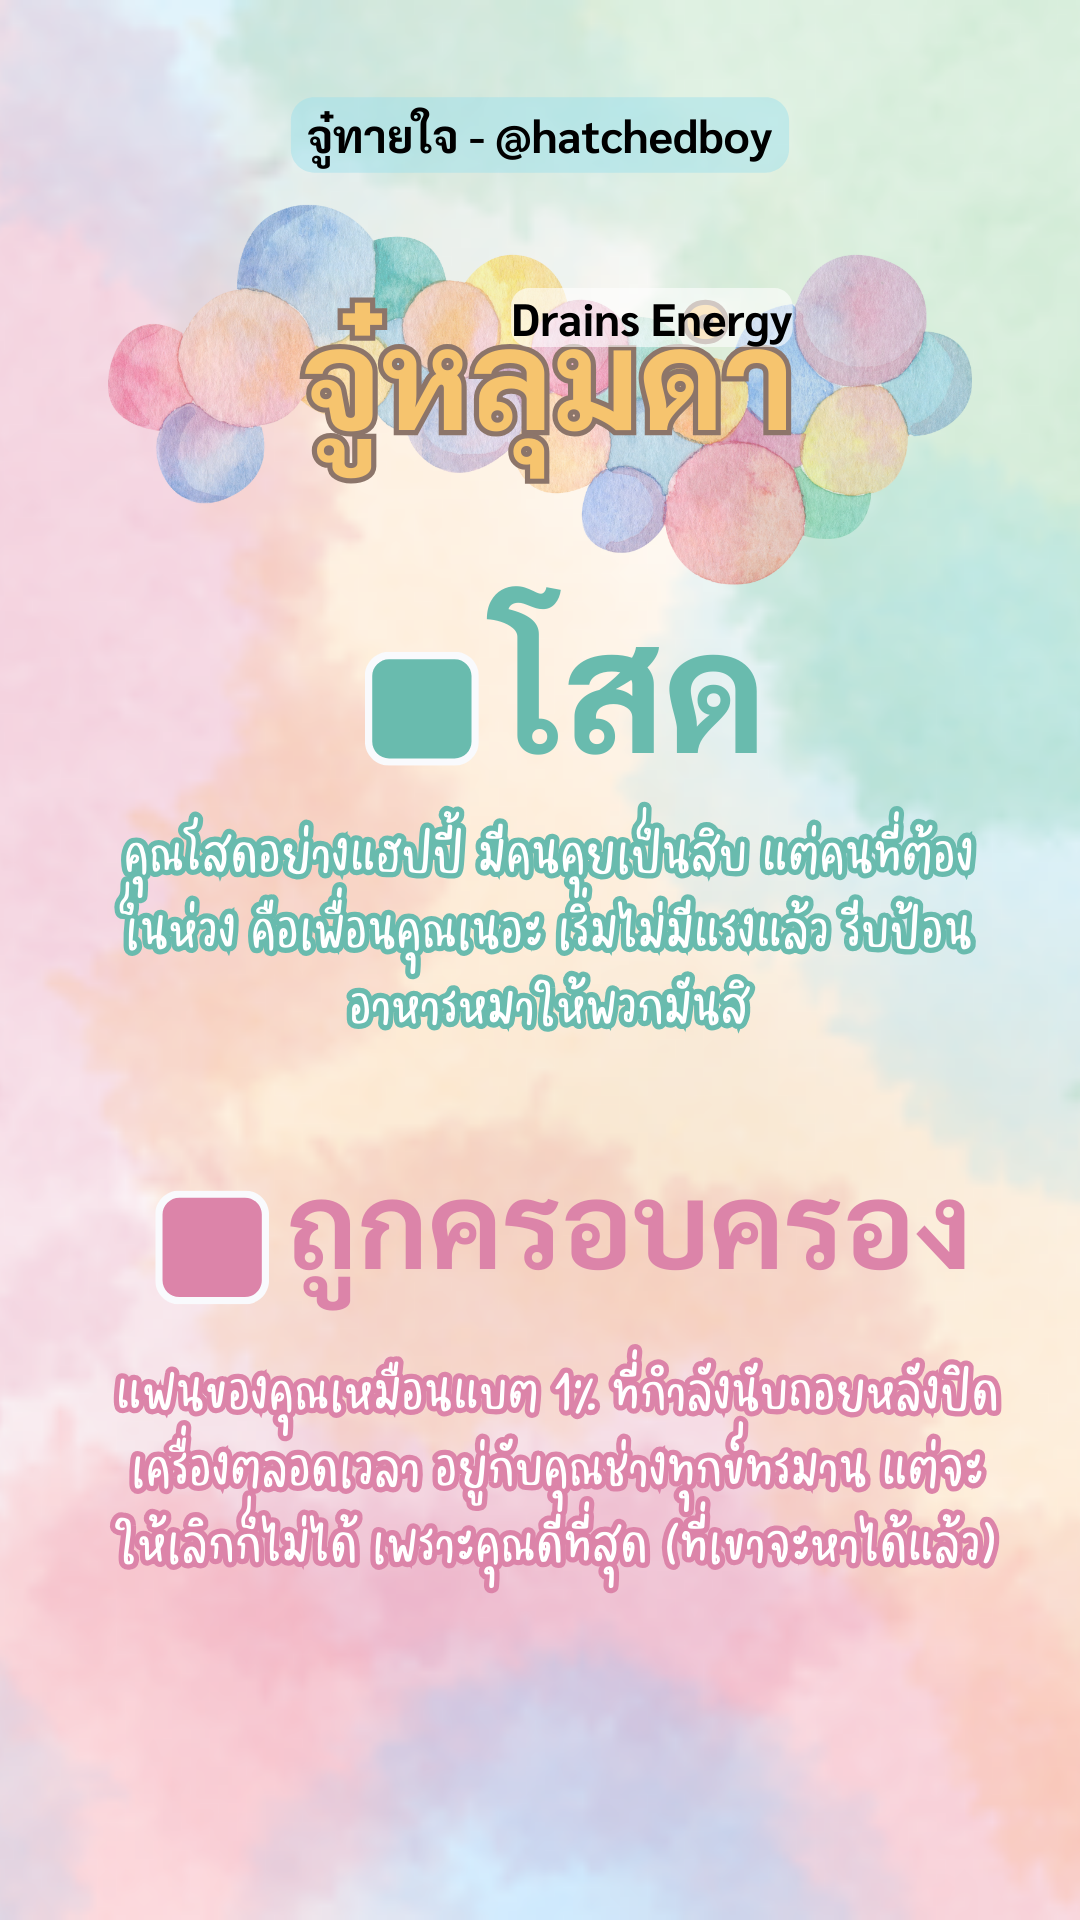 จู๋ทายใจ - @hatchedboy
Drains Energy
จู๋หลุมดำ
โสด
คุณโสดอย่างแฮปปี้ มีคนคุยเป็นสิบ แต่คนที่ต้อง
ในห่วง คือเพื่อนคุณเนอะ เริ่มไม่มีแรงแล้ว รีบป้อน
อาหารหมาให้พวกมันสิ
ถูกครอบครอง
แฟนของคุณเหมือนแบต 1% ที่กำลังนับถอยหลังปิด
เครื่องตลอดเวลา อยู่กับคุณช่างทุกข์ทรมาน แต่จะ
ให้เลิกก็ไม่ได้ เพราะคุณดีที่สุด (ที่เขาจะหาได้แล้ว)